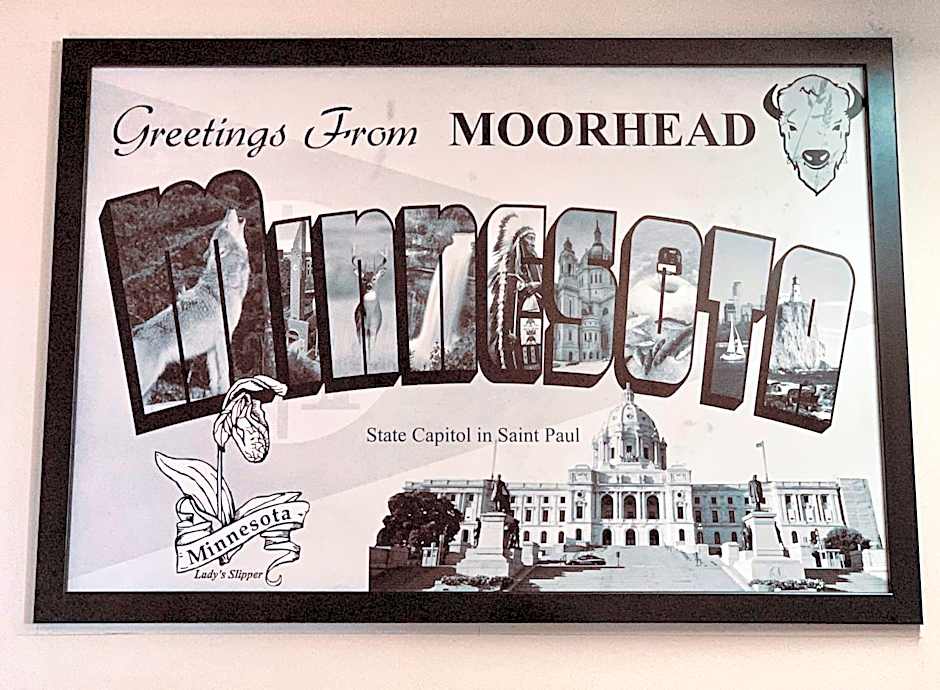 Greetings From MOORHEAD
Minnesota
State Capitol in Saint Paul
Minnesota
Lady's Slipper